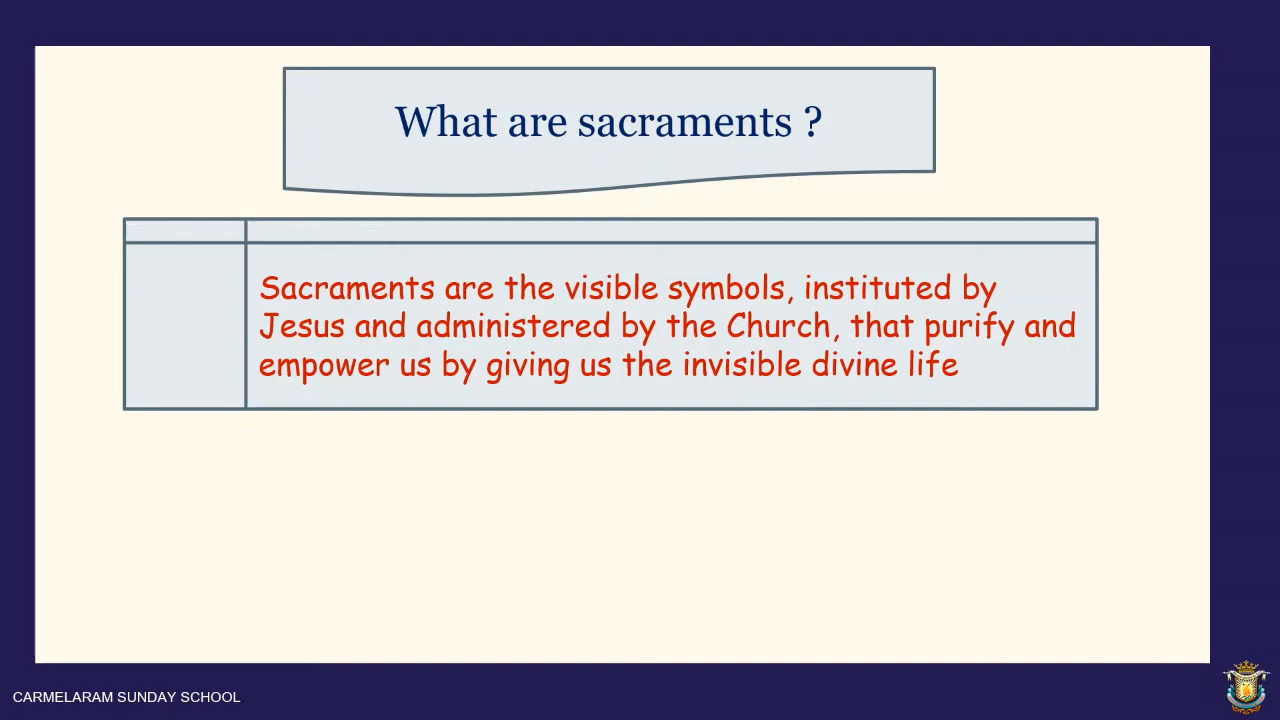 What are sacraments ?
Sacraments are the visible symbols, instituted by
Jesus and administered by the Church, that purify and
empower us by giving us the invisible divine life
CARMELARAM SUNDAY SCHOOL